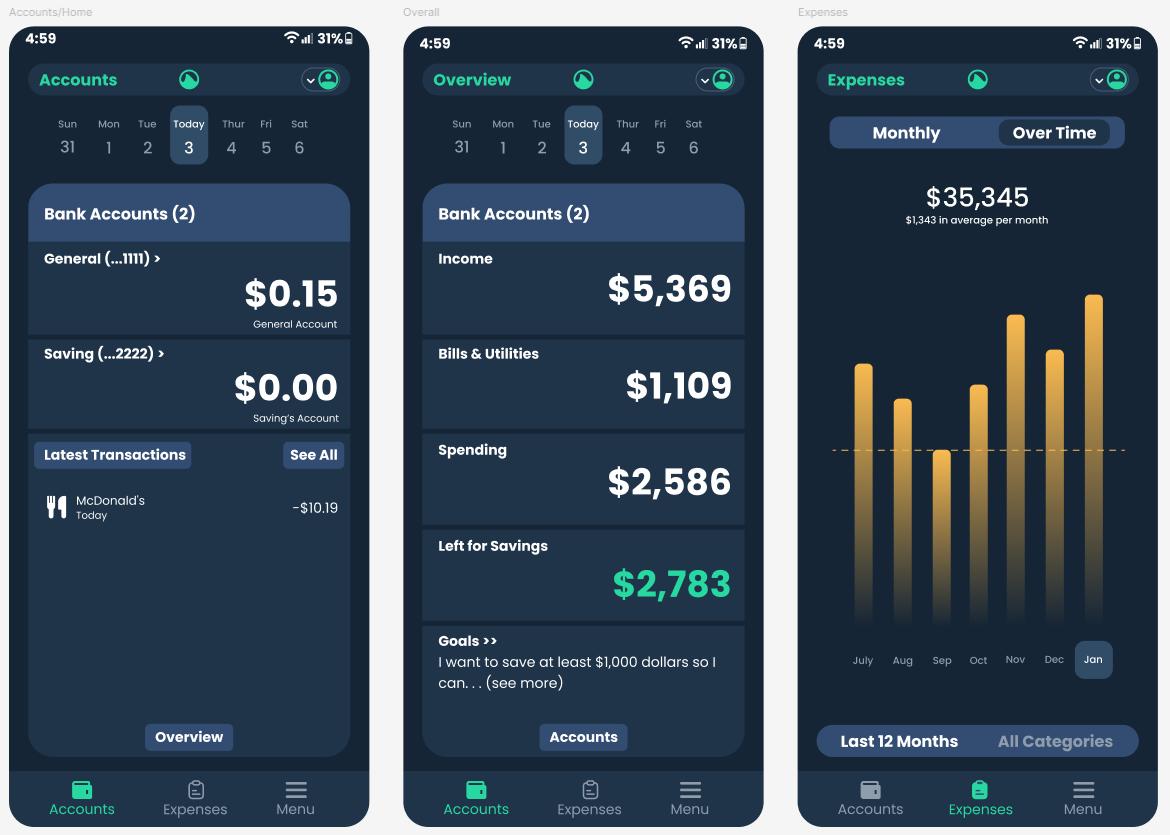 Accounts/Home
4:59 31%
Accounts
Sun Mon Tue Today Thur Fri Sat
31 1 2 3 4 5 6
Bank Accounts (2)
General (...1111) >
$0.15
General Account
Saving (...2222) >
$0.00
Saving's Account
Latest Transactions See All
McDonald's
Today
-$10.19
Overview
Accounts Expenses Menu
Overall
4:59 31%
Overview
Sun Mon Tue Today Thur Fri Sat
31 1 2 3 4 5 6
Bank Accounts (2)
Income
$5,369
Bills & Utilities
$1,109
Spending
$2,586
Left for Savings
$2,783
Goals >>
I want to save at least $1,000 dollars so I
can. . . (see more)
Accounts
Accounts Expenses Menu
Expenses
4:59 31%
Expenses
Monthly Over Time
$35,345
$1,343 in average per month
July Aug Sep Oct Nov Dec Jan
Last 12 Months All Categories
Accounts Expenses Menu